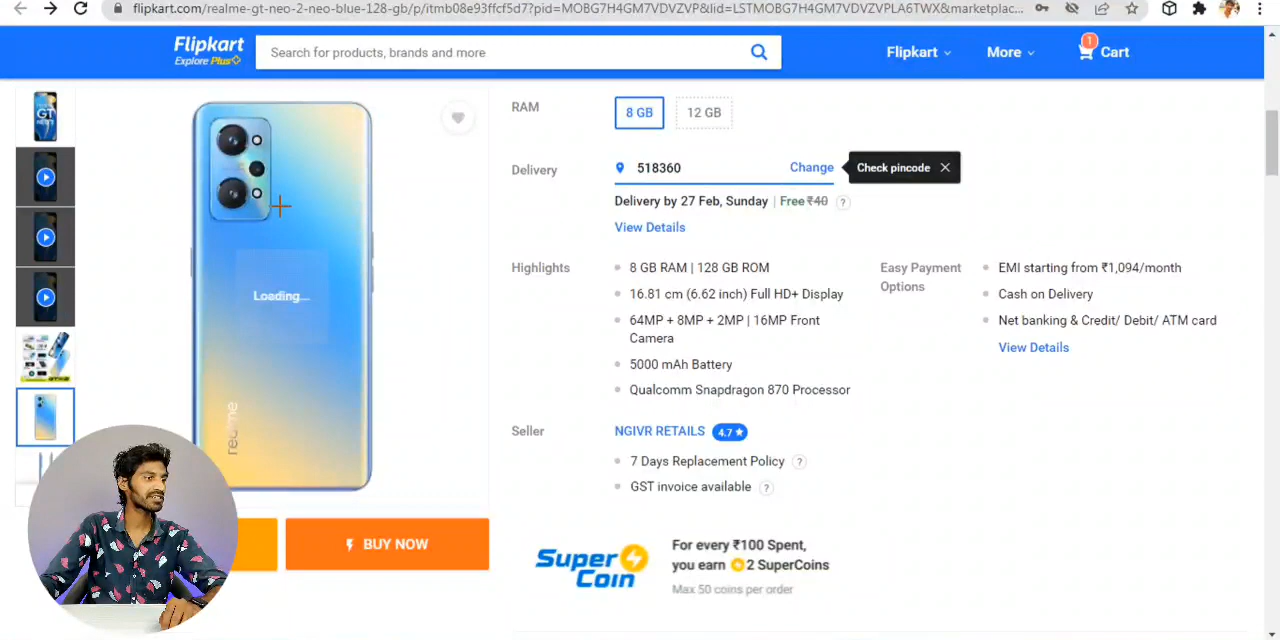 flipkart.com/realme-gt-neo-2-neo-blue-128-gb/p/itmb08e93ffcf5d7?pid=MOBG7H4GM7VDVZVP&lid=LSTMOBG7H4GM7VDVZVPLA6TWX&marketplac...
Flipkart
Explore Plus
Search for products, brands and more
Flipkart
More
1
Cart
RAM
8 GB
12 GB
Delivery
518360
Change
Check pincode
Delivery by 27 Feb, Sunday | Free ₹40 ?
View Details
Highlights
8 GB RAM | 128 GB ROM
16.81 cm (6.62 inch) Full HD+ Display
64MP + 8MP + 2MP | 16MP Front
Camera
5000 mAh Battery
Qualcomm Snapdragon 870 Processor
Easy Payment
Options
EMI starting from ₹1,094/month
Cash on Delivery
Net banking & Credit/ Debit/ ATM card
View Details
Seller
NGIVR RETAILS 4.7★
7 Days Replacement Policy ?
GST invoice available ?
Loading...
realme
BUY NOW
Super
Coin
For every ₹100 Spent,
you earn 2 SuperCoins
Max 50 coins per order